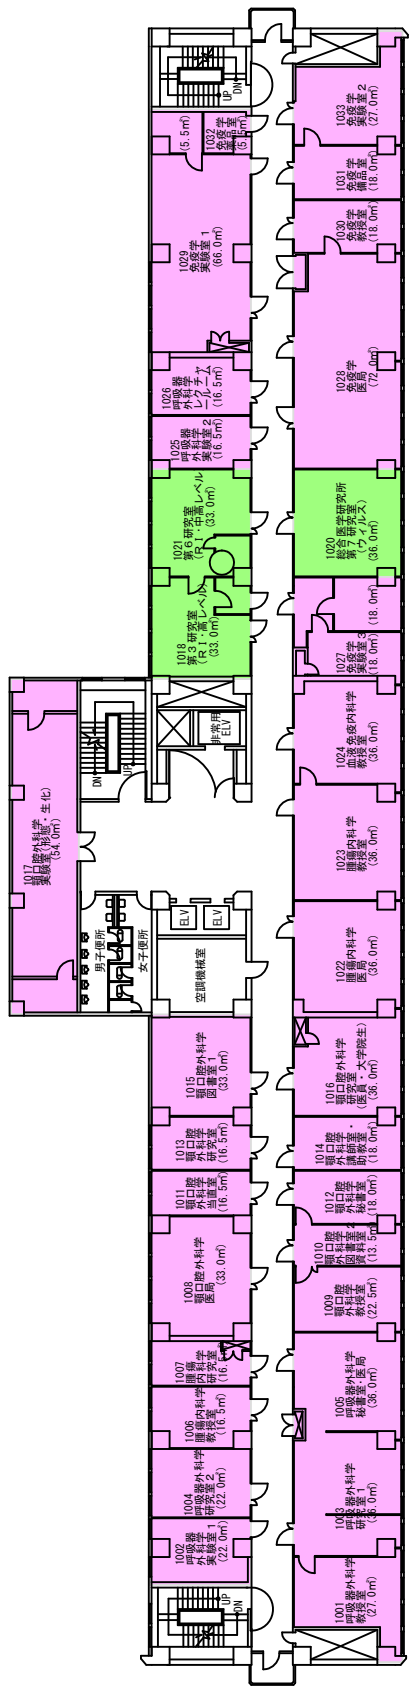 UP
DN
(5.5㎡)
1032
免疫学
薬品室
(5.5㎡)
1033
免疫学
実験室2
(27.0㎡)
1031
免疫学
備品室
(18.0㎡)
1030
免疫学
教授室
(18.0㎡)
1029
免疫学
実験室1
(66.0㎡)
1028
免疫学
医局
(72.0㎡)
1026
呼吸器
外科学
レクチャ
ールーム
(16.5㎡)
1025
呼吸器
外科学
実験室2
(16.5㎡)
1021
第6研究室
(RI・中高レベル)
(33.0㎡)
1020
総合医学研究所
第7研究室
(ウィルス)
(36.0㎡)
1018
第3研究室
(RI・高レベル)
(33.0㎡)
(18.0㎡)
1027
免疫学
実験室3
(18.0㎡)
1024
血液免疫内科学
教授室
(36.0㎡)
1017
顎口腔外科学
実験室(形態・生化)
(54.0㎡)
DN
UP
非常用
ELV
1023
腫瘍内科学
教授室
(36.0㎡)
男子便所
女子便所
ELV
ELV
空調機械室
1022
腫瘍内科学
医局
(36.0㎡)
1015
顎口腔外科学
図書室1
(33.0㎡)
1016
顎口腔外科学
研究室
(医員・大学院生)
(36.0㎡)
1013
顎口腔
外科学
研究室
(16.5㎡)
1014
顎口腔
外科学
講師室・
助教室
(18.0㎡)
1011
顎口腔
外科学
当直室
(16.5㎡)
1012
顎口腔
外科学
秘書室
(18.0㎡)
1010
顎口腔
外科学
図書室2
資料室
(13.5㎡)
1008
顎口腔外科学
医局
(33.0㎡)
1009
顎口腔
外科学
教授室
(22.5㎡)
1007
腫瘍
内科学
研究室
(16.5㎡)
1005
呼吸器外科学
秘書室・医局
(36.0㎡)
1006
腫瘍内科学
教授室
(16.5㎡)
1004
呼吸器外科学
研究室2
(22.0㎡)
1003
呼吸器外科学
研究室1
(36.0㎡)
1002
呼吸器
外科学
実験室1
(22.0㎡)
1001
呼吸器外科学
教授室
(27.0㎡)
UP
DN